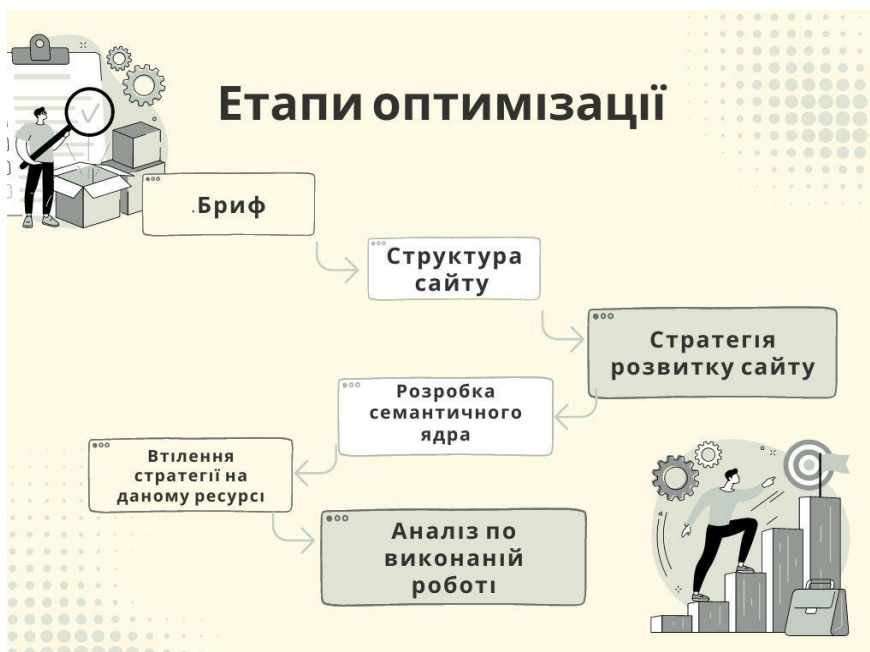 Етапи оптимізації
.Бриф
Структура
сайту
Стратегія
розвитку сайту
Розробка
семантичного
ядра
Втілення
стратегії на
даному ресурсі
Аналіз по
виконаній
роботі